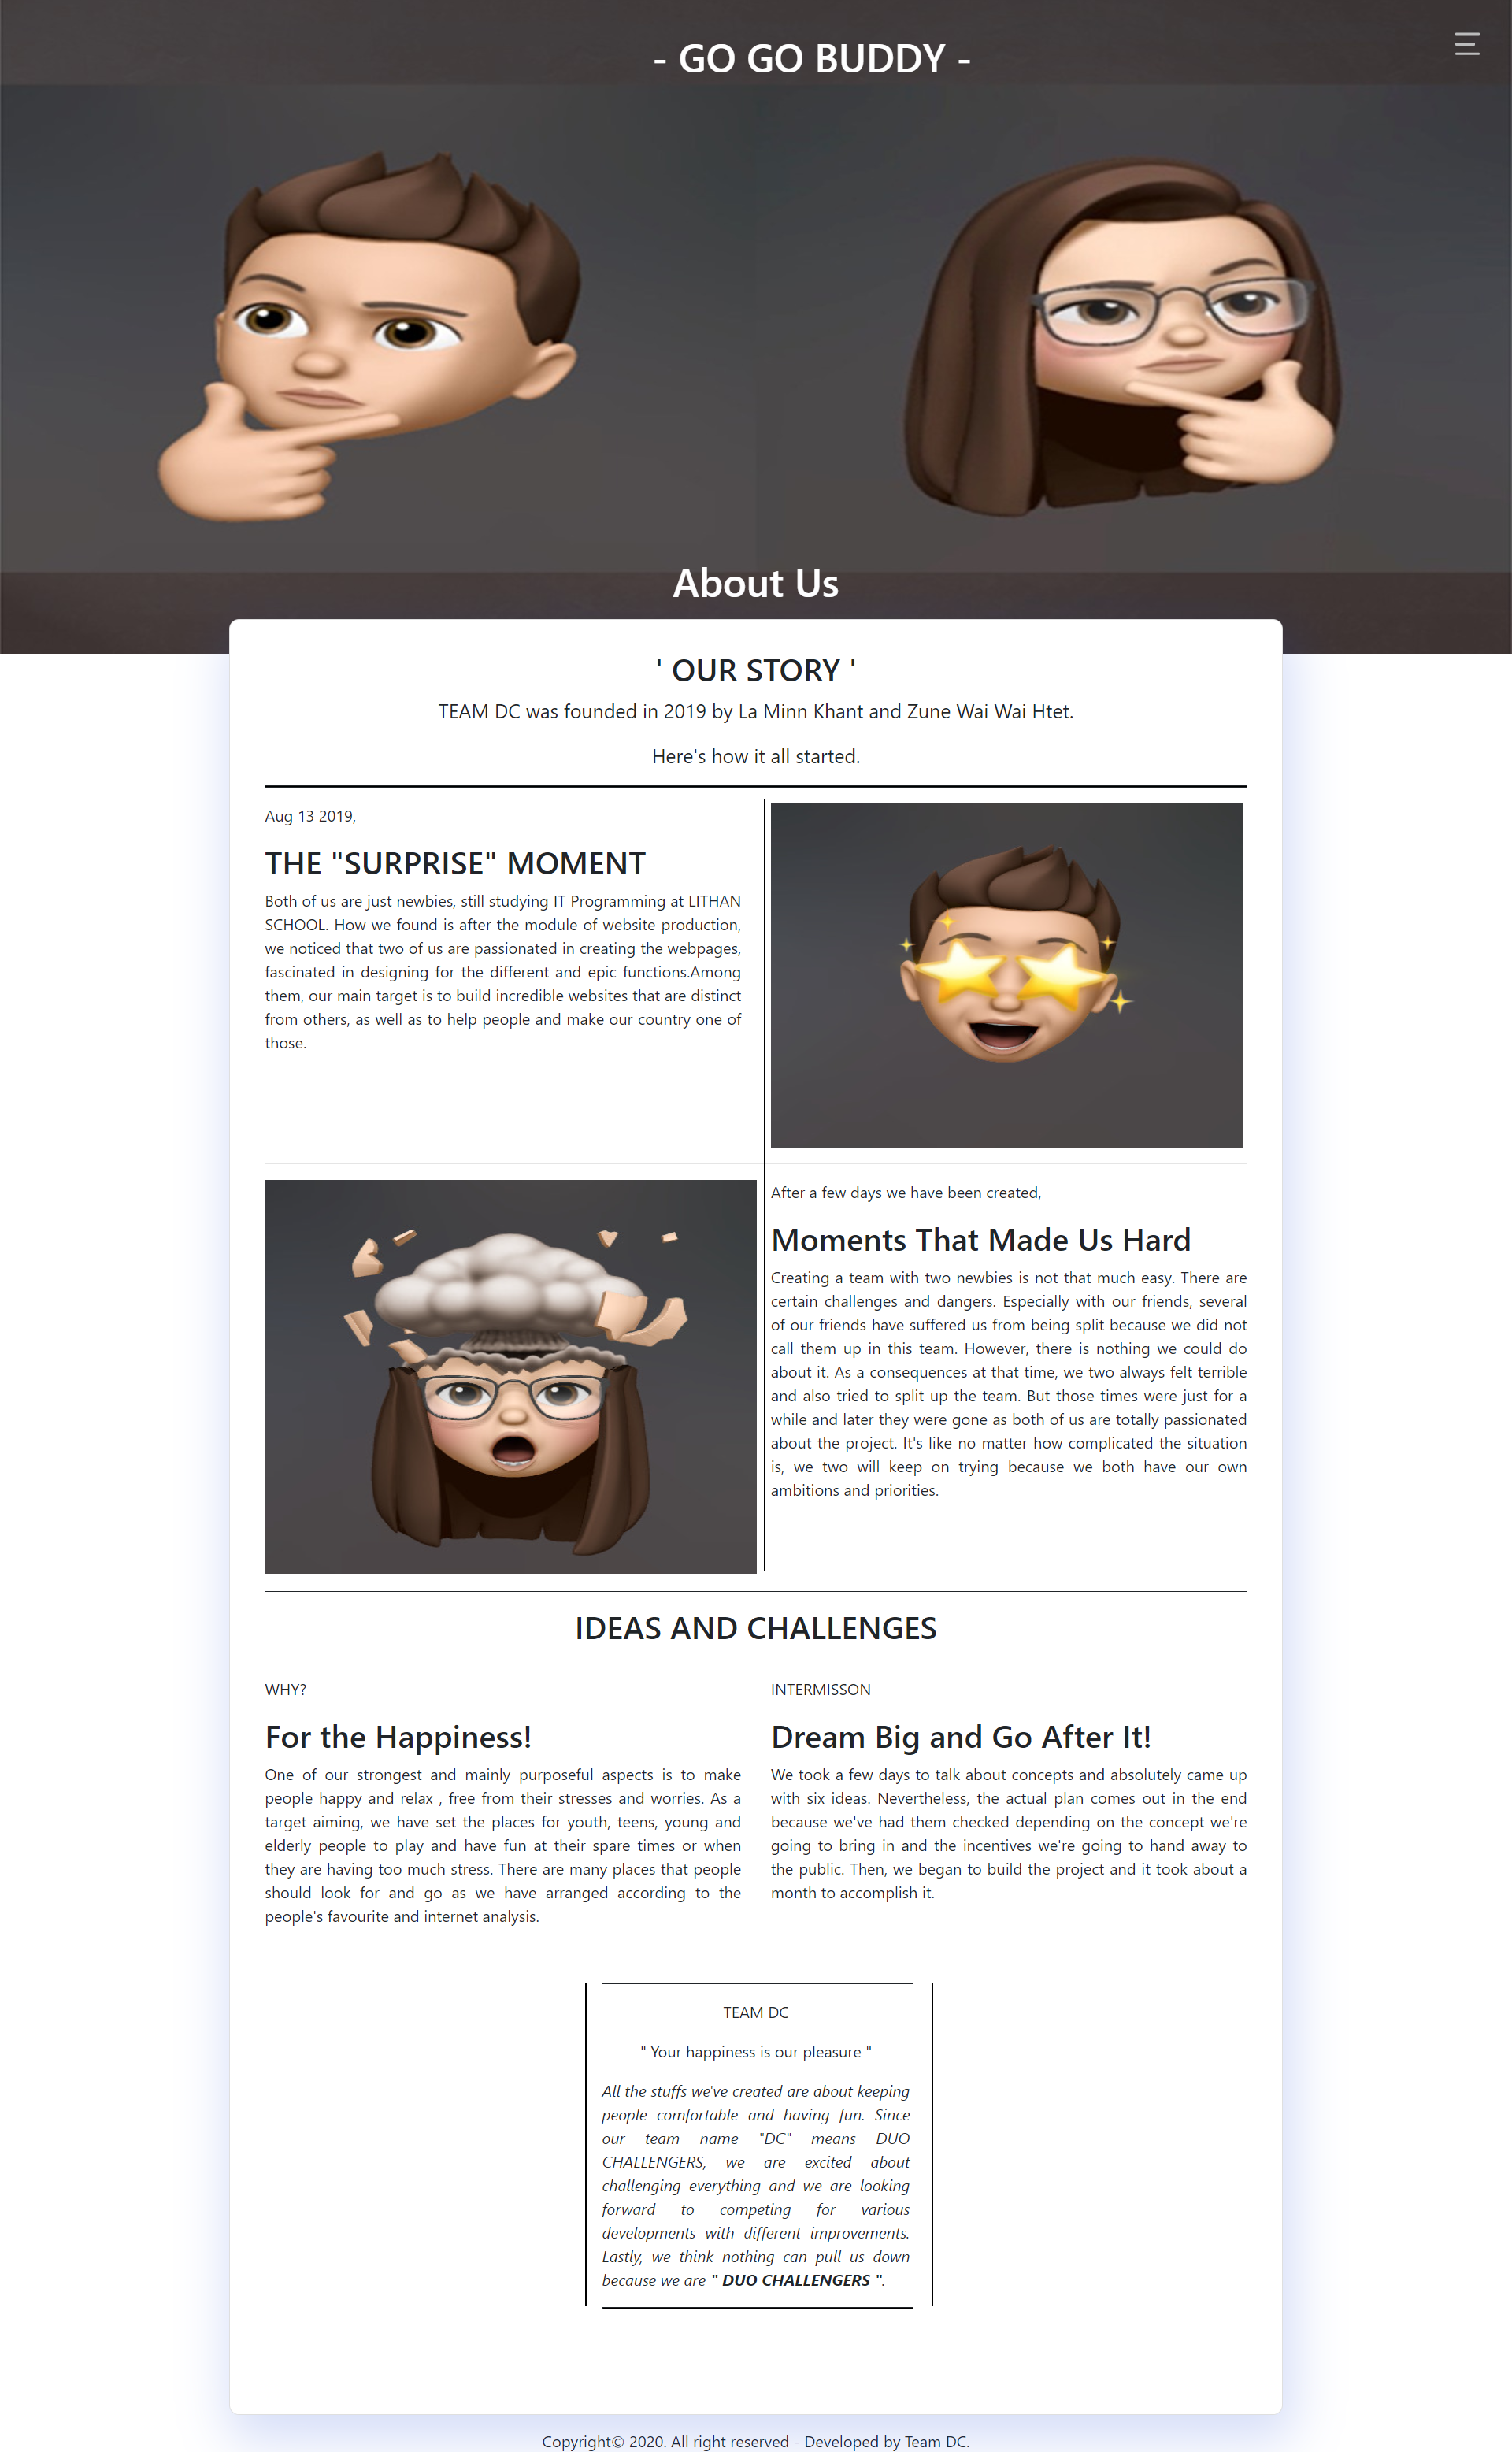 - GO GO BUDDY -
About Us
' OUR STORY '
TEAM DC was founded in 2019 by La Minn Khant and Zune Wai Wai Htet.
Here's how it all started.
Aug 13 2019,
THE "SURPRISE" MOMENT
Both of us are just newbies, still studying IT Programming at LITHAN
SCHOOL. How we found is after the module of website production,
we noticed that two of us are passionated in creating the webpages,
fascinated in designing for the different and epic functions.Among
them, our main target is to build incredible websites that are distinct
from others, as well as to help people and make our country one of
those.
After a few days we have been created,
Moments That Made Us Hard
Creating a team with two newbies is not that much easy. There are
certain challenges and dangers. Especially with our friends, several
of our friends have suffered us from being split because we did not
call them up in this team. However, there is nothing we could do
about it. As a consequences at that time, we two always felt terrible
and also tried to split up the team. But those times were just for a
while and later they were gone as both of us are totally passionated
about the project. It's like no matter how complicated the situation
is, we two will keep on trying because we both have our own
ambitions and priorities.
IDEAS AND CHALLENGES
WHY?
For the Happiness!
One of our strongest and mainly purposeful aspects is to make
people happy and relax , free from their stresses and worries. As a
target aiming, we have set the places for youth, teens, young and
elderly people to play and have fun at their spare times or when
they are having too much stress. There are many places that people
should look for and go as we have arranged according to the
people's favourite and internet analysis.
INTERMISSON
Dream Big and Go After It!
We took a few days to talk about concepts and absolutely came up
with six ideas. Nevertheless, the actual plan comes out in the end
because we've had them checked depending on the concept we're
going to bring in and the incentives we're going to hand away to
the public. Then, we began to build the project and it took about a
month to accomplish it.
TEAM DC
" Your happiness is our pleasure "
All the stuffs we've created are about keeping
people comfortable and having fun. Since
our team name "DC" means DUO
CHALLENGERS, we are excited about
challenging everything and we are looking
forward to competing for various
developments with different improvements.
Lastly, we think nothing can pull us down
because we are " DUO CHALLENGERS ".
Copyright© 2020. All right reserved - Developed by Team DC.